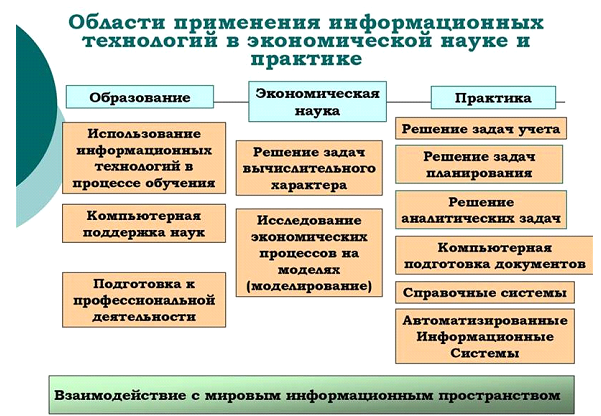 Области применения информационных
технологий в экономической науке и
практике
Образование
Использование
информационных
технологий в
процессе обучения
Компьютерная
поддержка наук
Подготовка к
профессиональной
деятельности
Экономическая
наука
Решение задач
вычислительного
характера
Исследование
экономических
процессов на
моделях
(моделирование)
Практика
Решение задач учета
Решение задач
планирования
Решение
аналитических задач
Компьютерная
подготовка документов
Справочные системы
Автоматизированные
Информационные
Системы
Взаимодействие с мировым информационным пространством